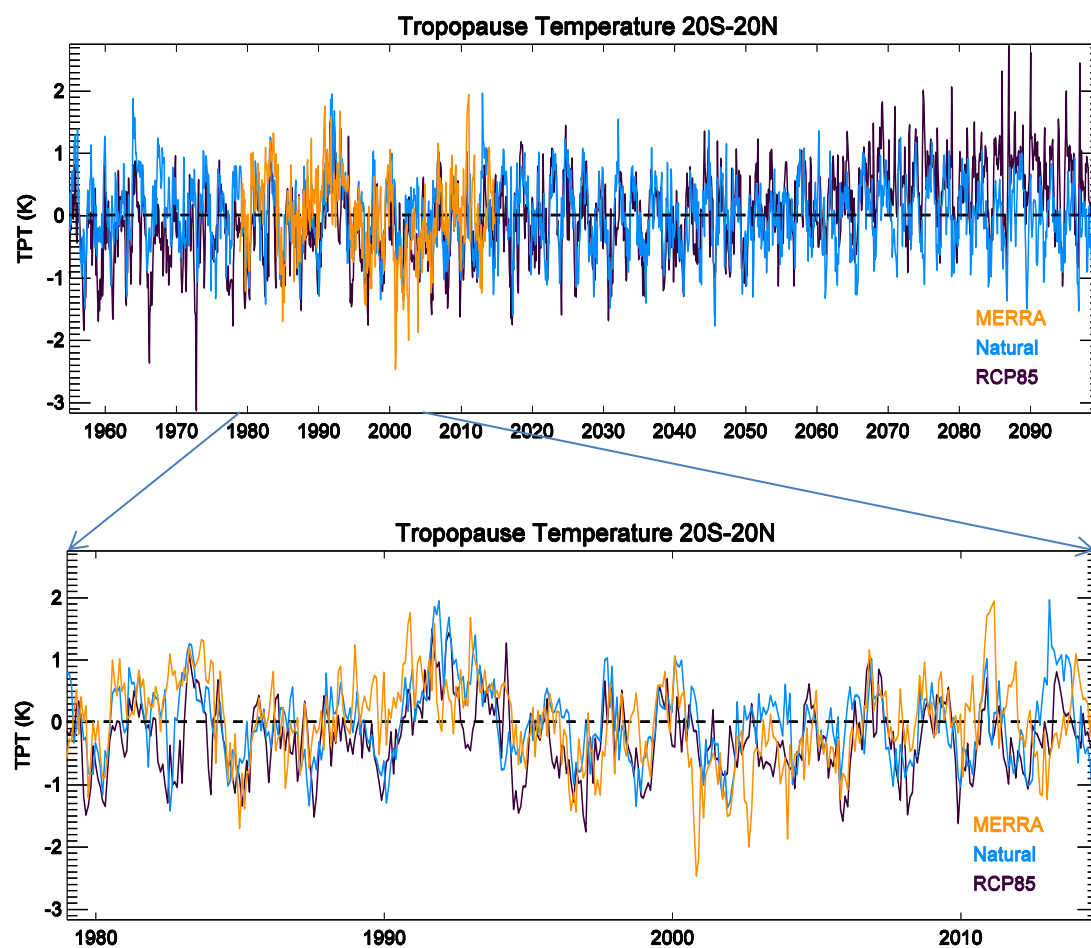 Tropopause Temperature 20S-20N
TPT (K)
2
1
0
-1
-2
-3
MERRA
Natural
RCP85
1960 1970 1980 1990 2000 2010 2020 2030 2040 2050 2060 2070 2080 2090
Tropopause Temperature 20S-20N
TPT (K)
2
1
0
-1
-2
-3
MERRA
Natural
RCP85
1980 1990 2000 2010